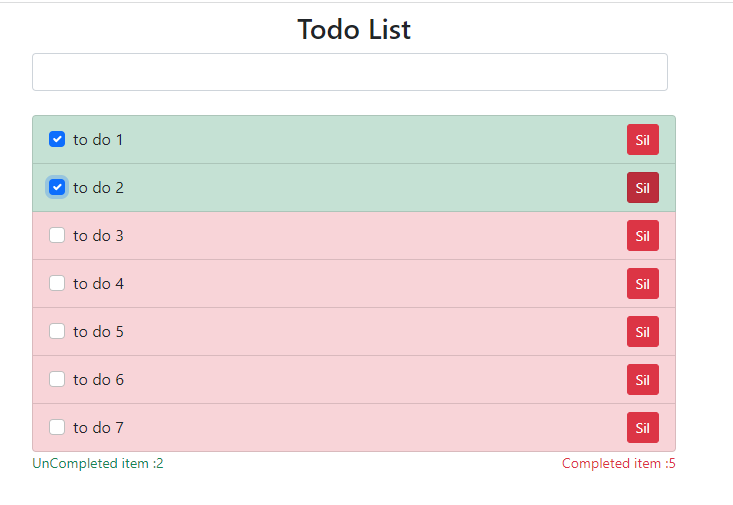 Todo List
to do 1 Sil
to do 2 Sil
to do 3 Sil
to do 4 Sil
to do 5 Sil
to do 6 Sil
to do 7 Sil
UnCompleted item :2 Completed item :5